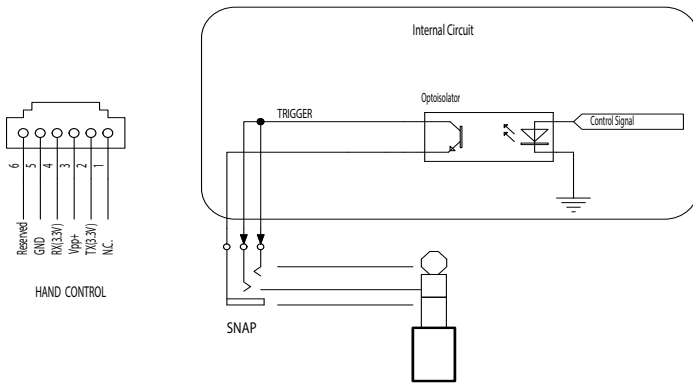 Internal Circuit
Optoisolator
TRIGGER
Control Signal
6 5 4 3 2 1
Reserved
GND
RX(3.3V)
Vpp+
TX(3.3V)
N.C.
HAND CONTROL
SNAP